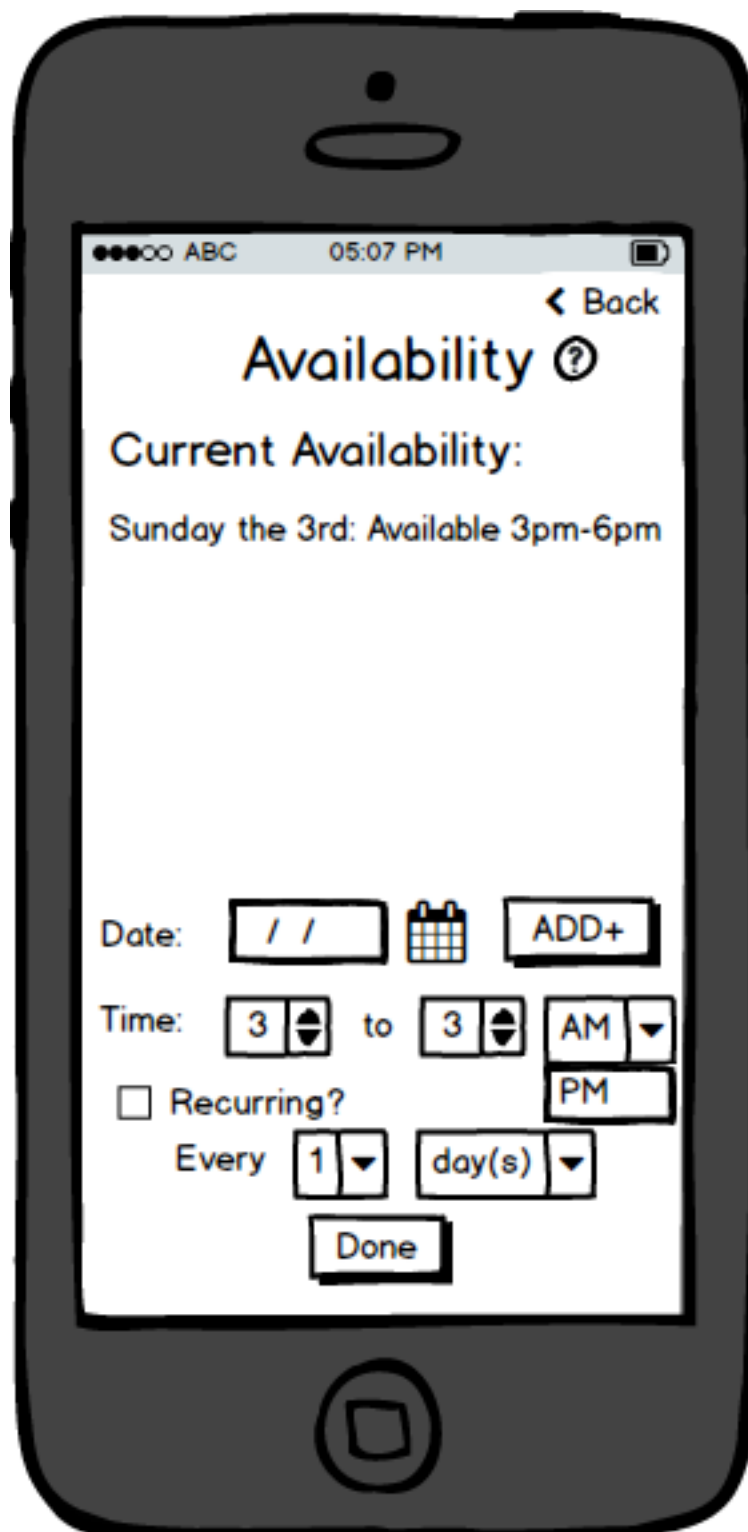 ABC 05:07 PM
Back
Availability ?
Current Availability:
Sunday the 3rd: Available 3pm-6pm
Date: / / ADD+
Time: 3 to 3 AM
PM
Recurring?
Every 1 day(s)
Done